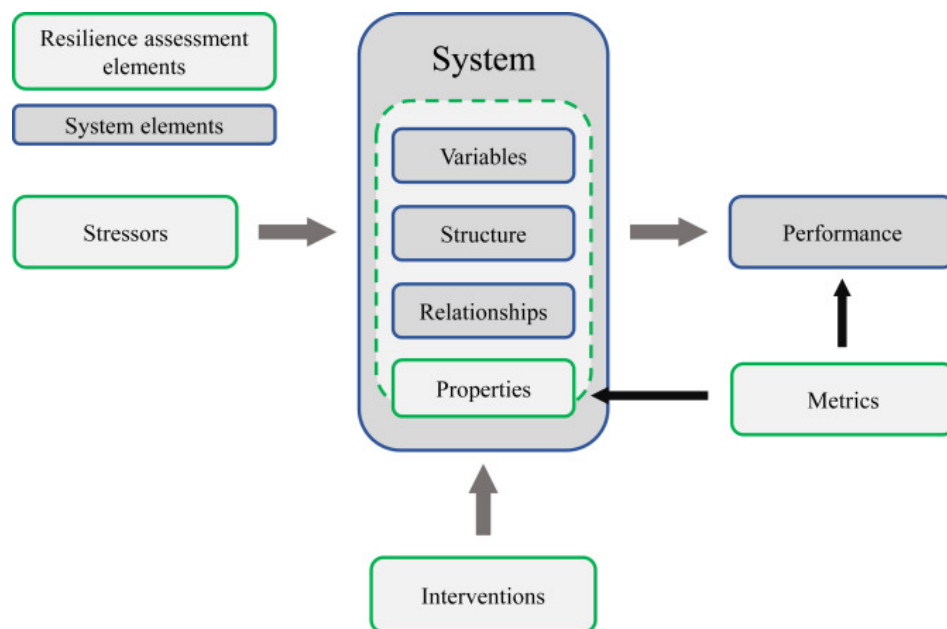 Resilience assessment
elements
System elements
Stressors
System
Variables
Structure
Relationships
Properties
Performance
Metrics
Interventions